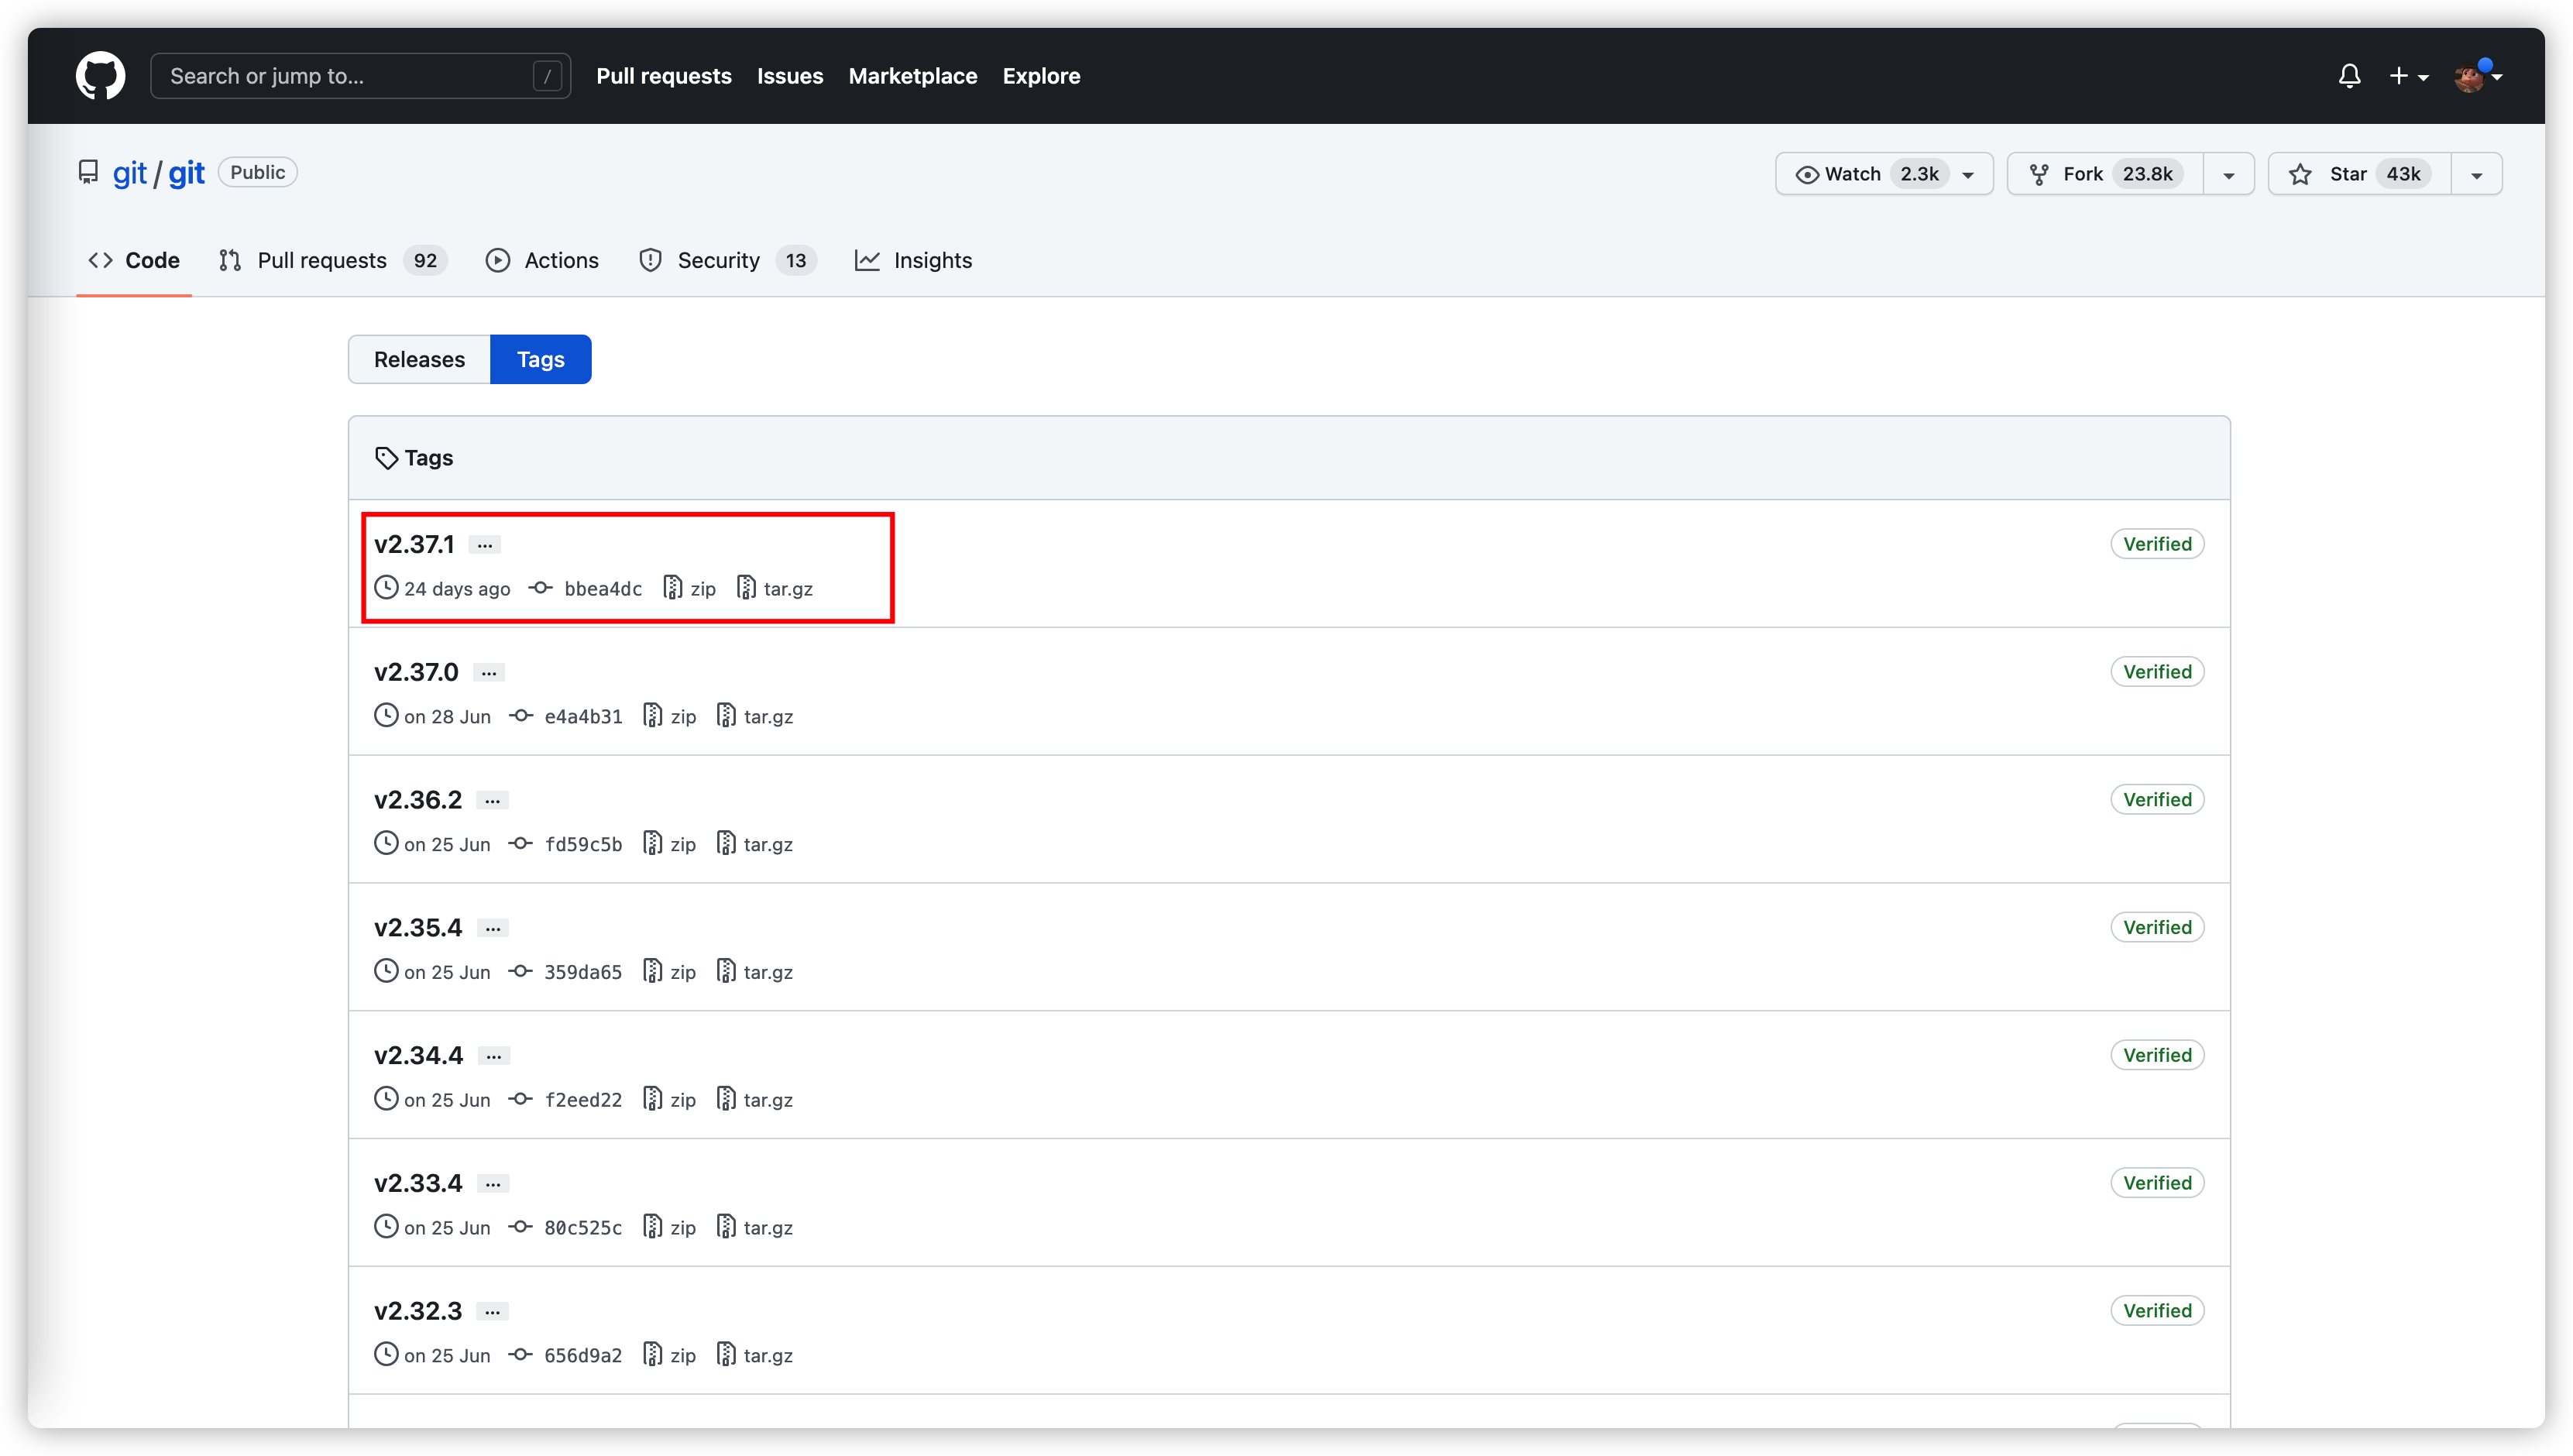 Search or jump to... / Pull requests Issues Marketplace Explore
git / git Public Watch 2.3k Fork 23.8k Star 43k
Code Pull requests 92 Actions Security 13 Insights
Releases Tags
Tags
v2.37.1 ... Verified
24 days ago bbea4dc zip tar.gz
v2.37.0 ... Verified
on 28 Jun e4a4b31 zip tar.gz
v2.36.2 ... Verified
on 25 Jun fd59c5b zip tar.gz
v2.35.4 ... Verified
on 25 Jun 359da65 zip tar.gz
v2.34.4 ... Verified
on 25 Jun f2eed22 zip tar.gz
v2.33.4 ... Verified
on 25 Jun 80c525c zip tar.gz
v2.32.3 ... Verified
on 25 Jun 656d9a2 zip tar.gz